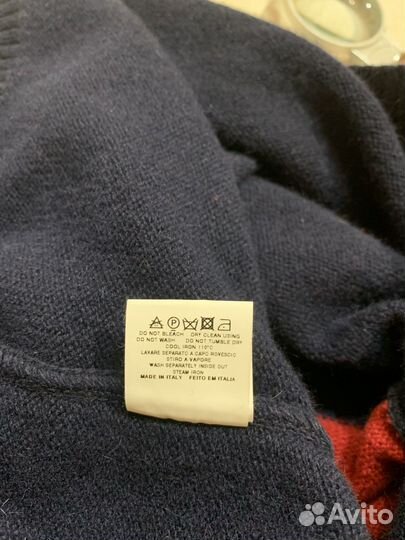 P
DO NOT BLEACH DRY CLEAN USING
DO NOT WASH DO NOT TUMBLE DRY
COOL IRON 110°C
LAVARE SEPARATO A CAPO ROVESCIO
STIRO A VAPORE
WASH SEPARATELY INSIDE OUT
STEAM IRON
MADE IN ITALY FEITO EM ITALIA
Avito